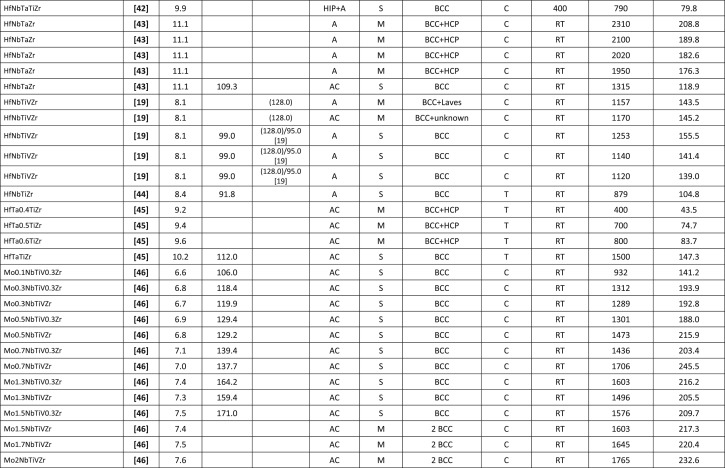 HfNbTaTiZr [42] 9.9 HIP+A S BCC C 400 790 79.8
HfNbTaZr [43] 11.1 A M BCC+HCP C RT 2310 208.8
HfNbTaZr [43] 11.1 A M BCC+HCP C RT 2100 189.8
HfNbTaZr [43] 11.1 A M BCC+HCP C RT 2020 182.6
HfNbTaZr [43] 11.1 A M BCC+HCP C RT 1950 176.3
HfNbTaZr [43] 11.1 109.3 AC S BCC C RT 1315 118.9
HfNbTiVZr [19] 8.1 (128.0) A M BCC+Laves C RT 1157 143.5
HfNbTiVZr [19] 8.1 (128.0) AC M BCC+unknown C RT 1170 145.2
HfNbTiVZr [19] 8.1 99.0 (128.0)/95.0 [19] A S BCC C RT 1253 155.5
HfNbTiVZr [19] 8.1 99.0 (128.0)/95.0 [19] A S BCC C RT 1140 141.4
HfNbTiVZr [19] 8.1 99.0 (128.0)/95.0 [19] A S BCC C RT 1120 139.0
HfNbTiZr [44] 8.4 91.8 A S BCC T RT 879 104.8
HfTa0.4TiZr [45] 9.2 AC M BCC+HCP T RT 400 43.5
HfTa0.5TiZr [45] 9.4 AC M BCC+HCP T RT 700 74.7
HfTa0.6TiZr [45] 9.6 AC M BCC+HCP T RT 800 83.7
HfTaTiZr [45] 10.2 112.0 AC S BCC T RT 1500 147.3
Mo0.1NbTiV0.3Zr [46] 6.6 106.0 AC S BCC C RT 932 141.2
Mo0.3NbTiV0.3Zr [46] 6.8 118.4 AC S BCC C RT 1312 193.9
Mo0.3NbTiVZr [46] 6.7 119.9 AC S BCC C RT 1289 192.8
Mo0.5NbTiV0.3Zr [46] 6.9 129.4 AC S BCC C RT 1301 188.0
Mo0.5NbTiVZr [46] 6.8 129.2 AC S BCC C RT 1473 215.9
Mo0.7NbTiV0.3Zr [46] 7.1 139.4 AC S BCC C RT 1436 203.4
Mo0.7NbTiVZr [46] 7.0 137.7 AC S BCC C RT 1706 245.5
Mo1.3NbTiV0.3Zr [46] 7.4 164.2 AC S BCC C RT 1603 216.2
Mo1.3NbTiVZr [46] 7.3 159.4 AC S BCC C RT 1496 205.5
Mo1.5NbTiV0.3Zr [46] 7.5 171.0 AC S BCC C RT 1576 209.7
Mo1.5NbTiVZr [46] 7.4 AC M 2 BCC C RT 1603 217.3
Mo1.7NbTiVZr [46] 7.5 AC M 2 BCC C RT 1645 220.4
Mo2NbTiVZr [46] 7.6 AC M 2 BCC C RT 1765 232.6